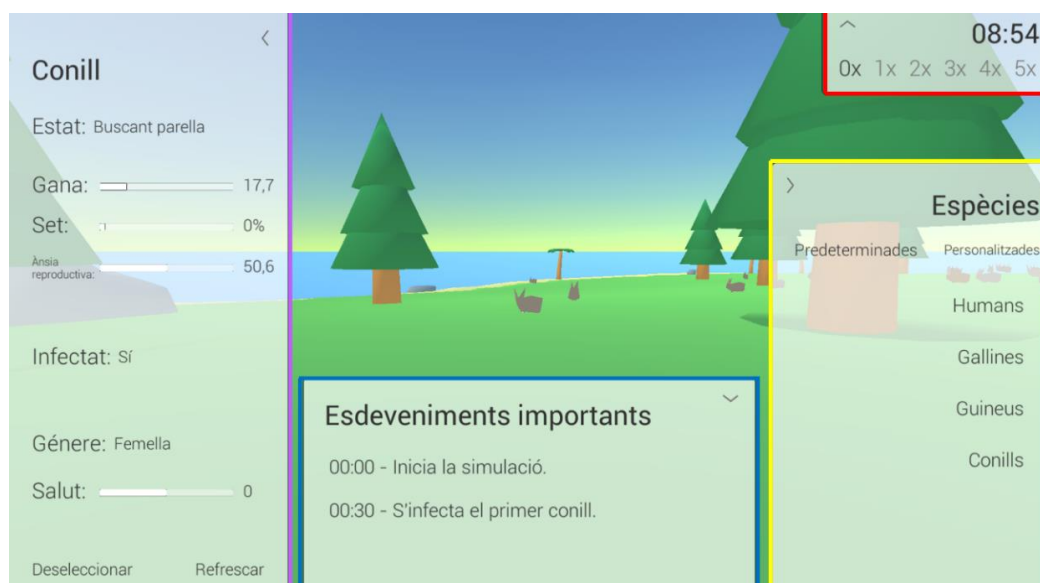 Conill
Estat: Buscant parella
Gana: 17,7
Set: 0%
Ànsia
reproductiva: 50,6
Infectat: Sí
Génere: Femella
Salut: 0
Deseleccionar Refrescar
Esdeveniments importants
00:00 - Inicia la simulació.
00:30 - S'infecta el primer conill.
08:54
0x 1x 2x 3x 4x 5x
Espècies
Predeterminades Personalitzades
Humans
Gallines
Guineus
Conills